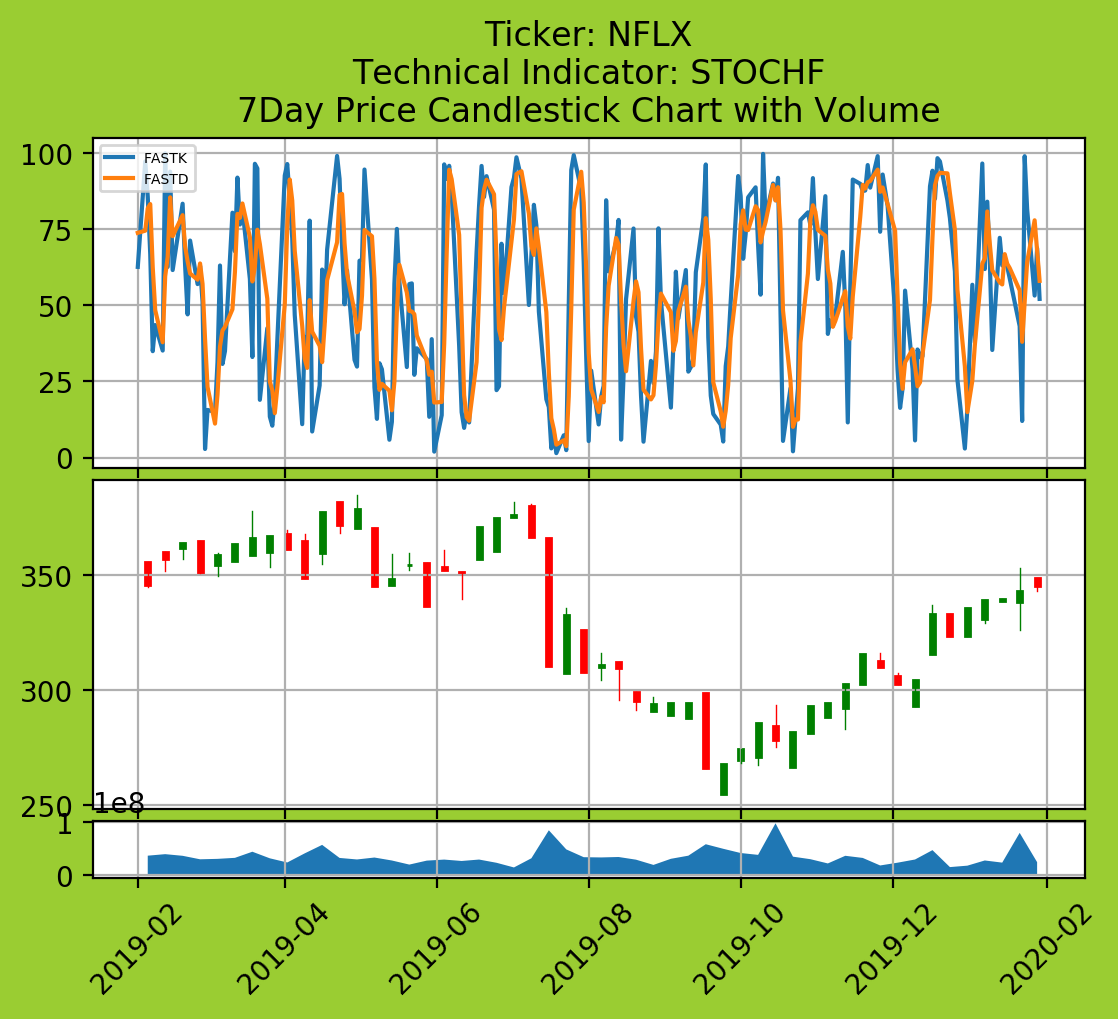 Ticker: NFLX
Technical Indicator: STOCHF
7Day Price Candlestick Chart with Volume
100
75
50
25
0
FASTK
FASTD
350
300
250
1e8
1
0
2019-02
2019-04
2019-06
2019-08
2019-10
2019-12
2020-02